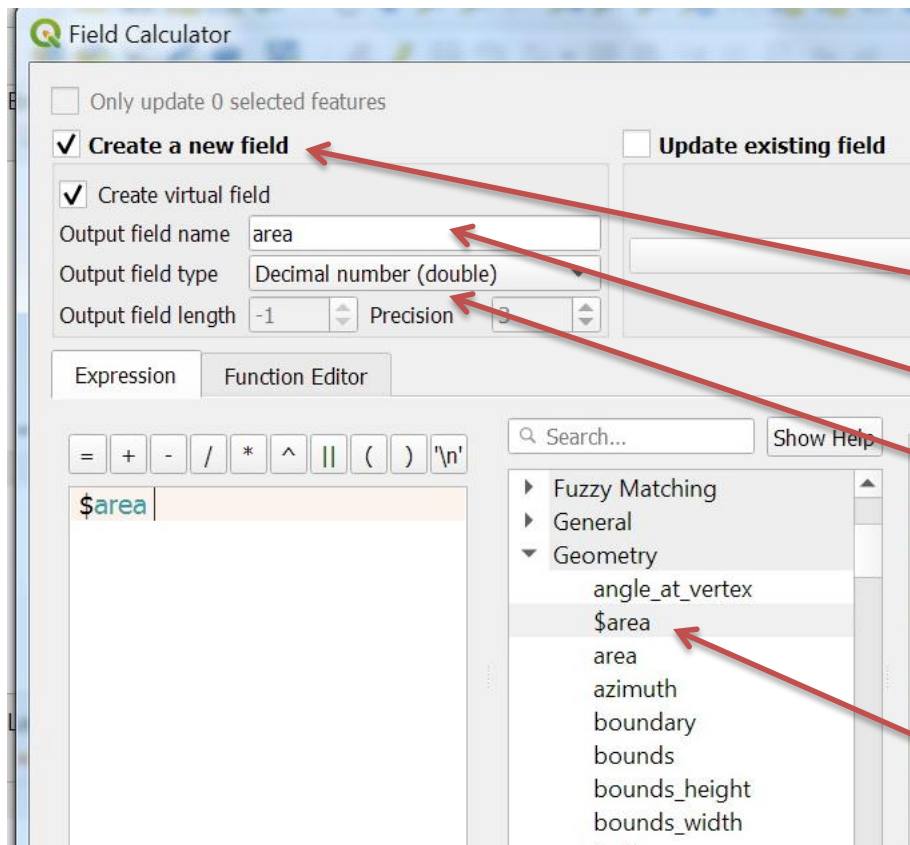 Field Calculator
Only update 0 selected features
Create a new field
Update existing field
Create virtual field
Output field name area
Output field type Decimal number (double)
Output field length -1 Precision 3
Expression Function Editor
= + - / * ^ || ( ) '\n'
Search... Show Help
$area
Fuzzy Matching
General
Geometry
angle_at_vertex
$area
area
azimuth
boundary
bounds
bounds_height
bounds_width